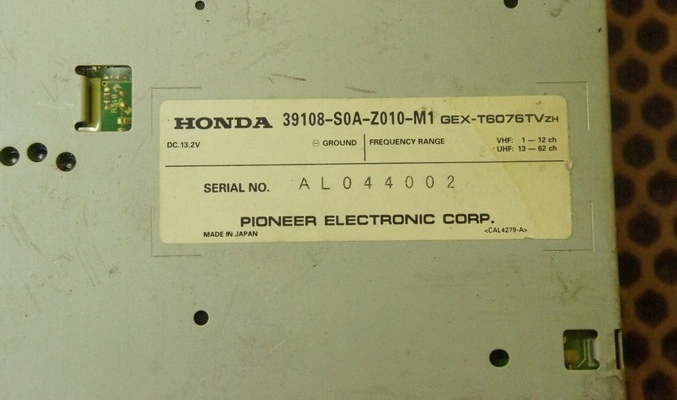 HONDA 39108-S0A-Z010-M1 GEX-T6076TVZH
DC.13.2V ⊖ GROUND FREQUENCY RANGE VHF: 1 — 12 ch
UHF: 13 — 62 ch
SERIAL NO. AL044002
PIONEER ELECTRONIC CORP.
MADE IN JAPAN <CAL4279-A>